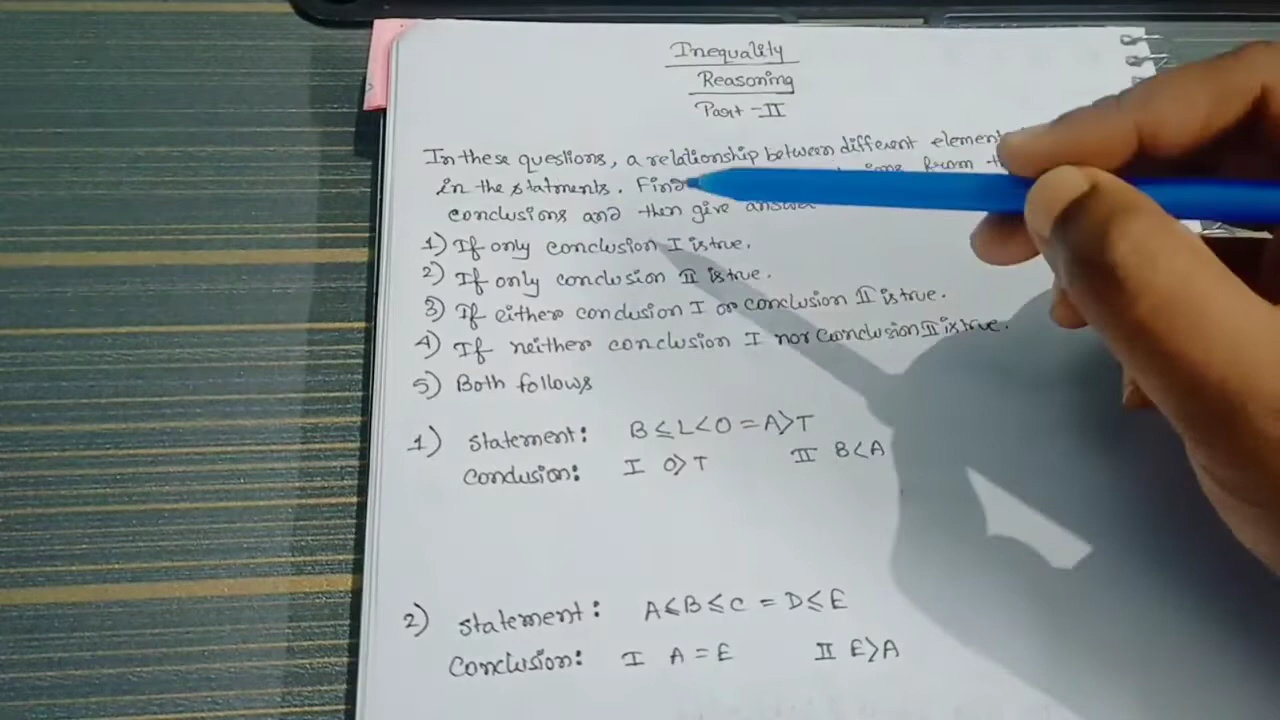 Inequality
Reasoning
Part - II
In these questions, a relationship between different element
in the statments. Find from
conclusions and then give answer
1) If only conclusion I is true.
2) If only conclusion II is true.
3) If either conclusion I or conclusion II is true.
4) If neither conclusion I nor conclusion II is true.
5) Both follows
1) Statement: B ≤ L < O = A > T
Conclusion: I O > T II B < A
2) Statement: A ≤ B ≤ C = D ≤ E
Conclusion: I A = E II E > A